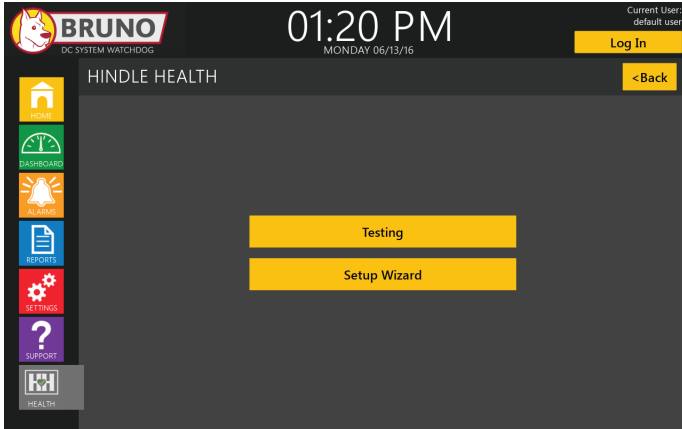 BRUNO
DC SYSTEM WATCHDOG
01:20 PM
MONDAY 06/13/16
Current User:
default user
Log In
HINDLE HEALTH
<Back
HOME
DASHBOARD
ALARMS
REPORTS
SETTINGS
SUPPORT
HEALTH
Testing
Setup Wizard